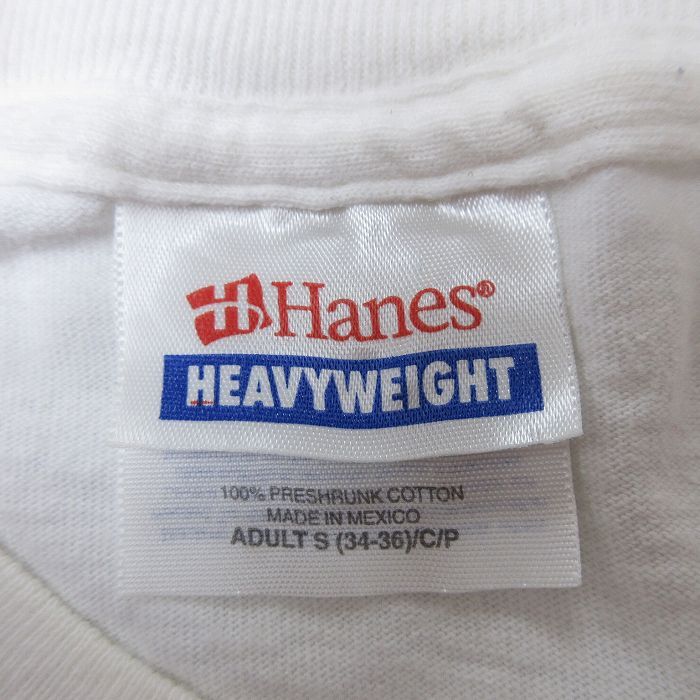 Hanes®
HEAVYWEIGHT
100% PRESHRUNK COTTON
MADE IN MEXICO
ADULT S (34-36)/C/P